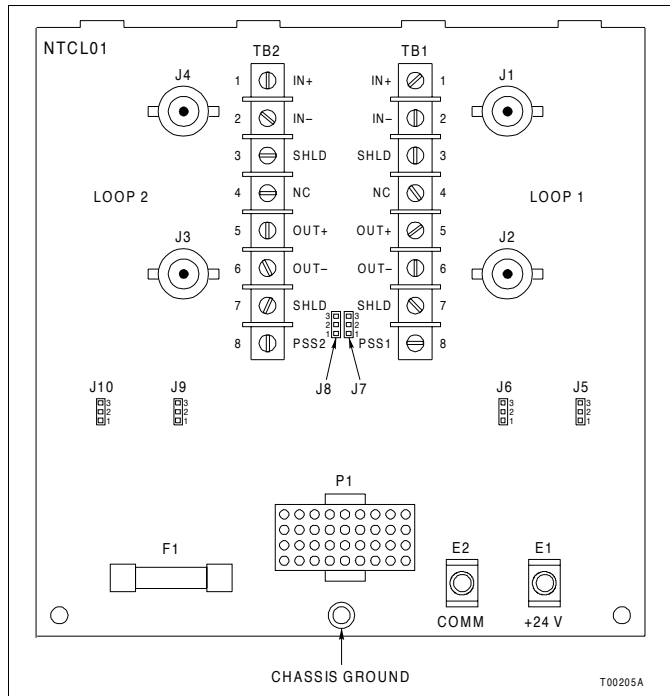 NTCL01
TB2 TB1
J4 J1
1 IN+ IN+ 1
2 IN– IN– 2
3 SHLD SHLD 3
4 NC NC 4
LOOP 2 LOOP 1
5 OUT+ OUT+ 5
J3 J2
6 OUT– OUT– 6
7 SHLD SHLD 7
3 3
2 2
1 1
8 PSS2 PSS1 8
J8 J7
J10 J9 J6 J5
3 3 3 3
2 2 2 2
1 1 1 1
P1
F1 E2 E1
COMM +24 V
CHASSIS GROUND
T00205A